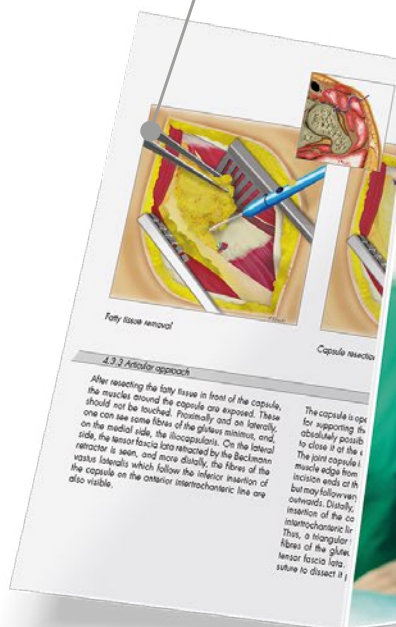 Fatty tissue removal
Capsule resection
4.3.3 Articular approach
After resecting the fatty tissue in front of the capsule,
the muscles around the capsule are exposed. These
should not be touched. Proximally and on laterally,
one can see some fibres of the gluteus minimus, and,
on the medial side, the iliocapsularis. On the lateral
side, the tensor fascia lata retracted by the Beckmann
retractor is seen, and more distally, the fibres of the
vastus lateralis which follow the inferior insertion of
the capsule on the anterior intertrochanteric line are
also visible.
The capsule is ope
for supporting th
absolutely possib
to close it at the
The joint capsule i
muscle edge from
incision ends at th
but may follow very
outwards. Distally,
insertion of the ca
intertrochanteric lin
Thus, a triangular
fibres of the glute
tensor fascia lata.
suture to dissect it